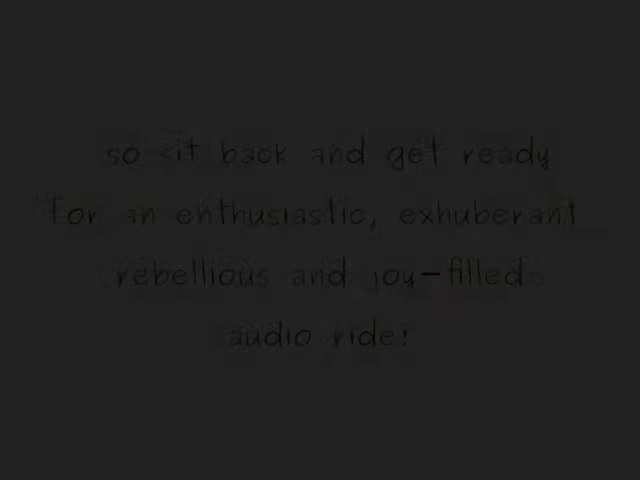 so sit back and get ready
for an enthusiastic, exhuberant
rebellious and joy-filled
audio ride!